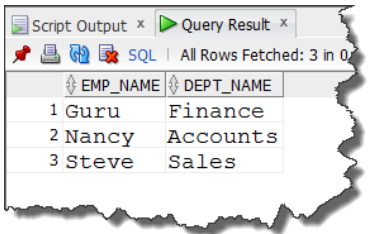 Script Output × Query Result ×
SQL | All Rows Fetched: 3 in 0
EMP_NAME DEPT_NAME
1 Guru Finance
2 Nancy Accounts
3 Steve Sales